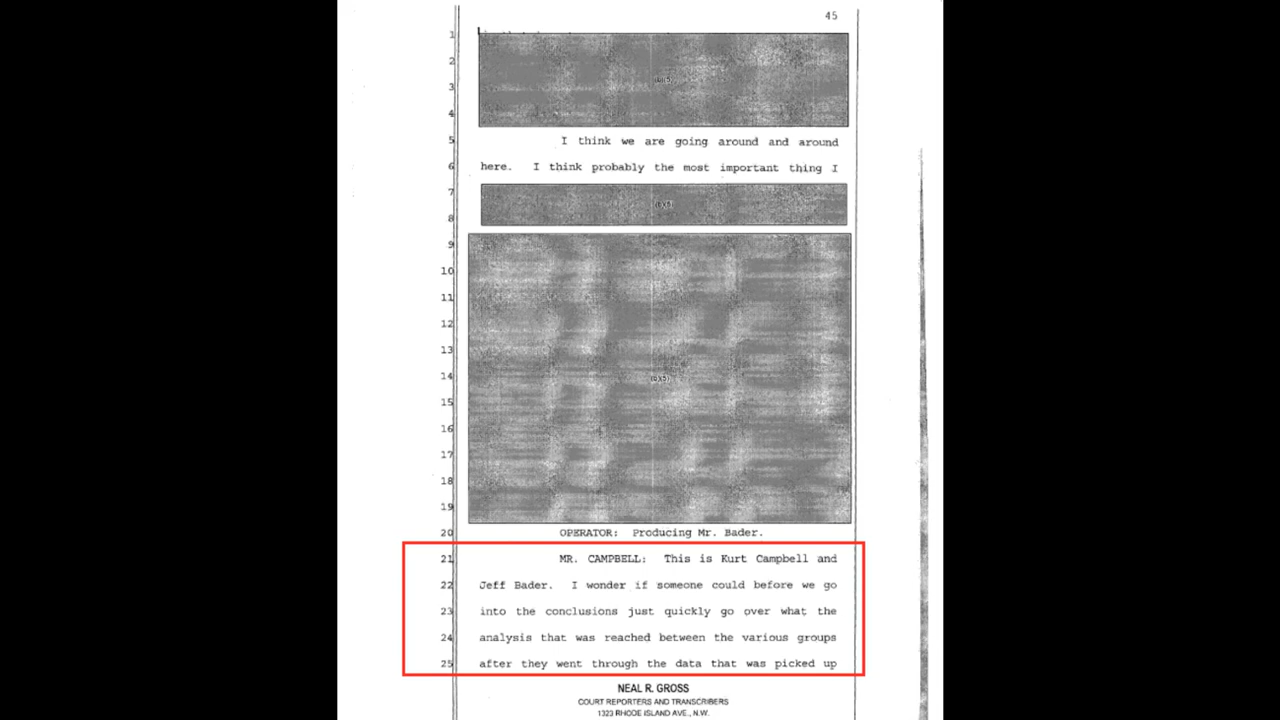 45
1
2
3
4
(b)(5)
5 I think we are going around and around
6 here. I think probably the most important thing I
7
8
(b)(5)
9
10
11
12
13
14
15
16
17
18
19
(b)(5)
20 OPERATOR: Producing Mr. Bader.
21 MR. CAMPBELL: This is Kurt Campbell and
22 Jeff Bader. I wonder if someone could before we go
23 into the conclusions just quickly go over what the
24 analysis that was reached between the various groups
25 after they went through the data that was picked up
NEAL R. GROSS
COURT REPORTERS AND TRANSCRIBERS
1323 RHODE ISLAND AVE., N.W.